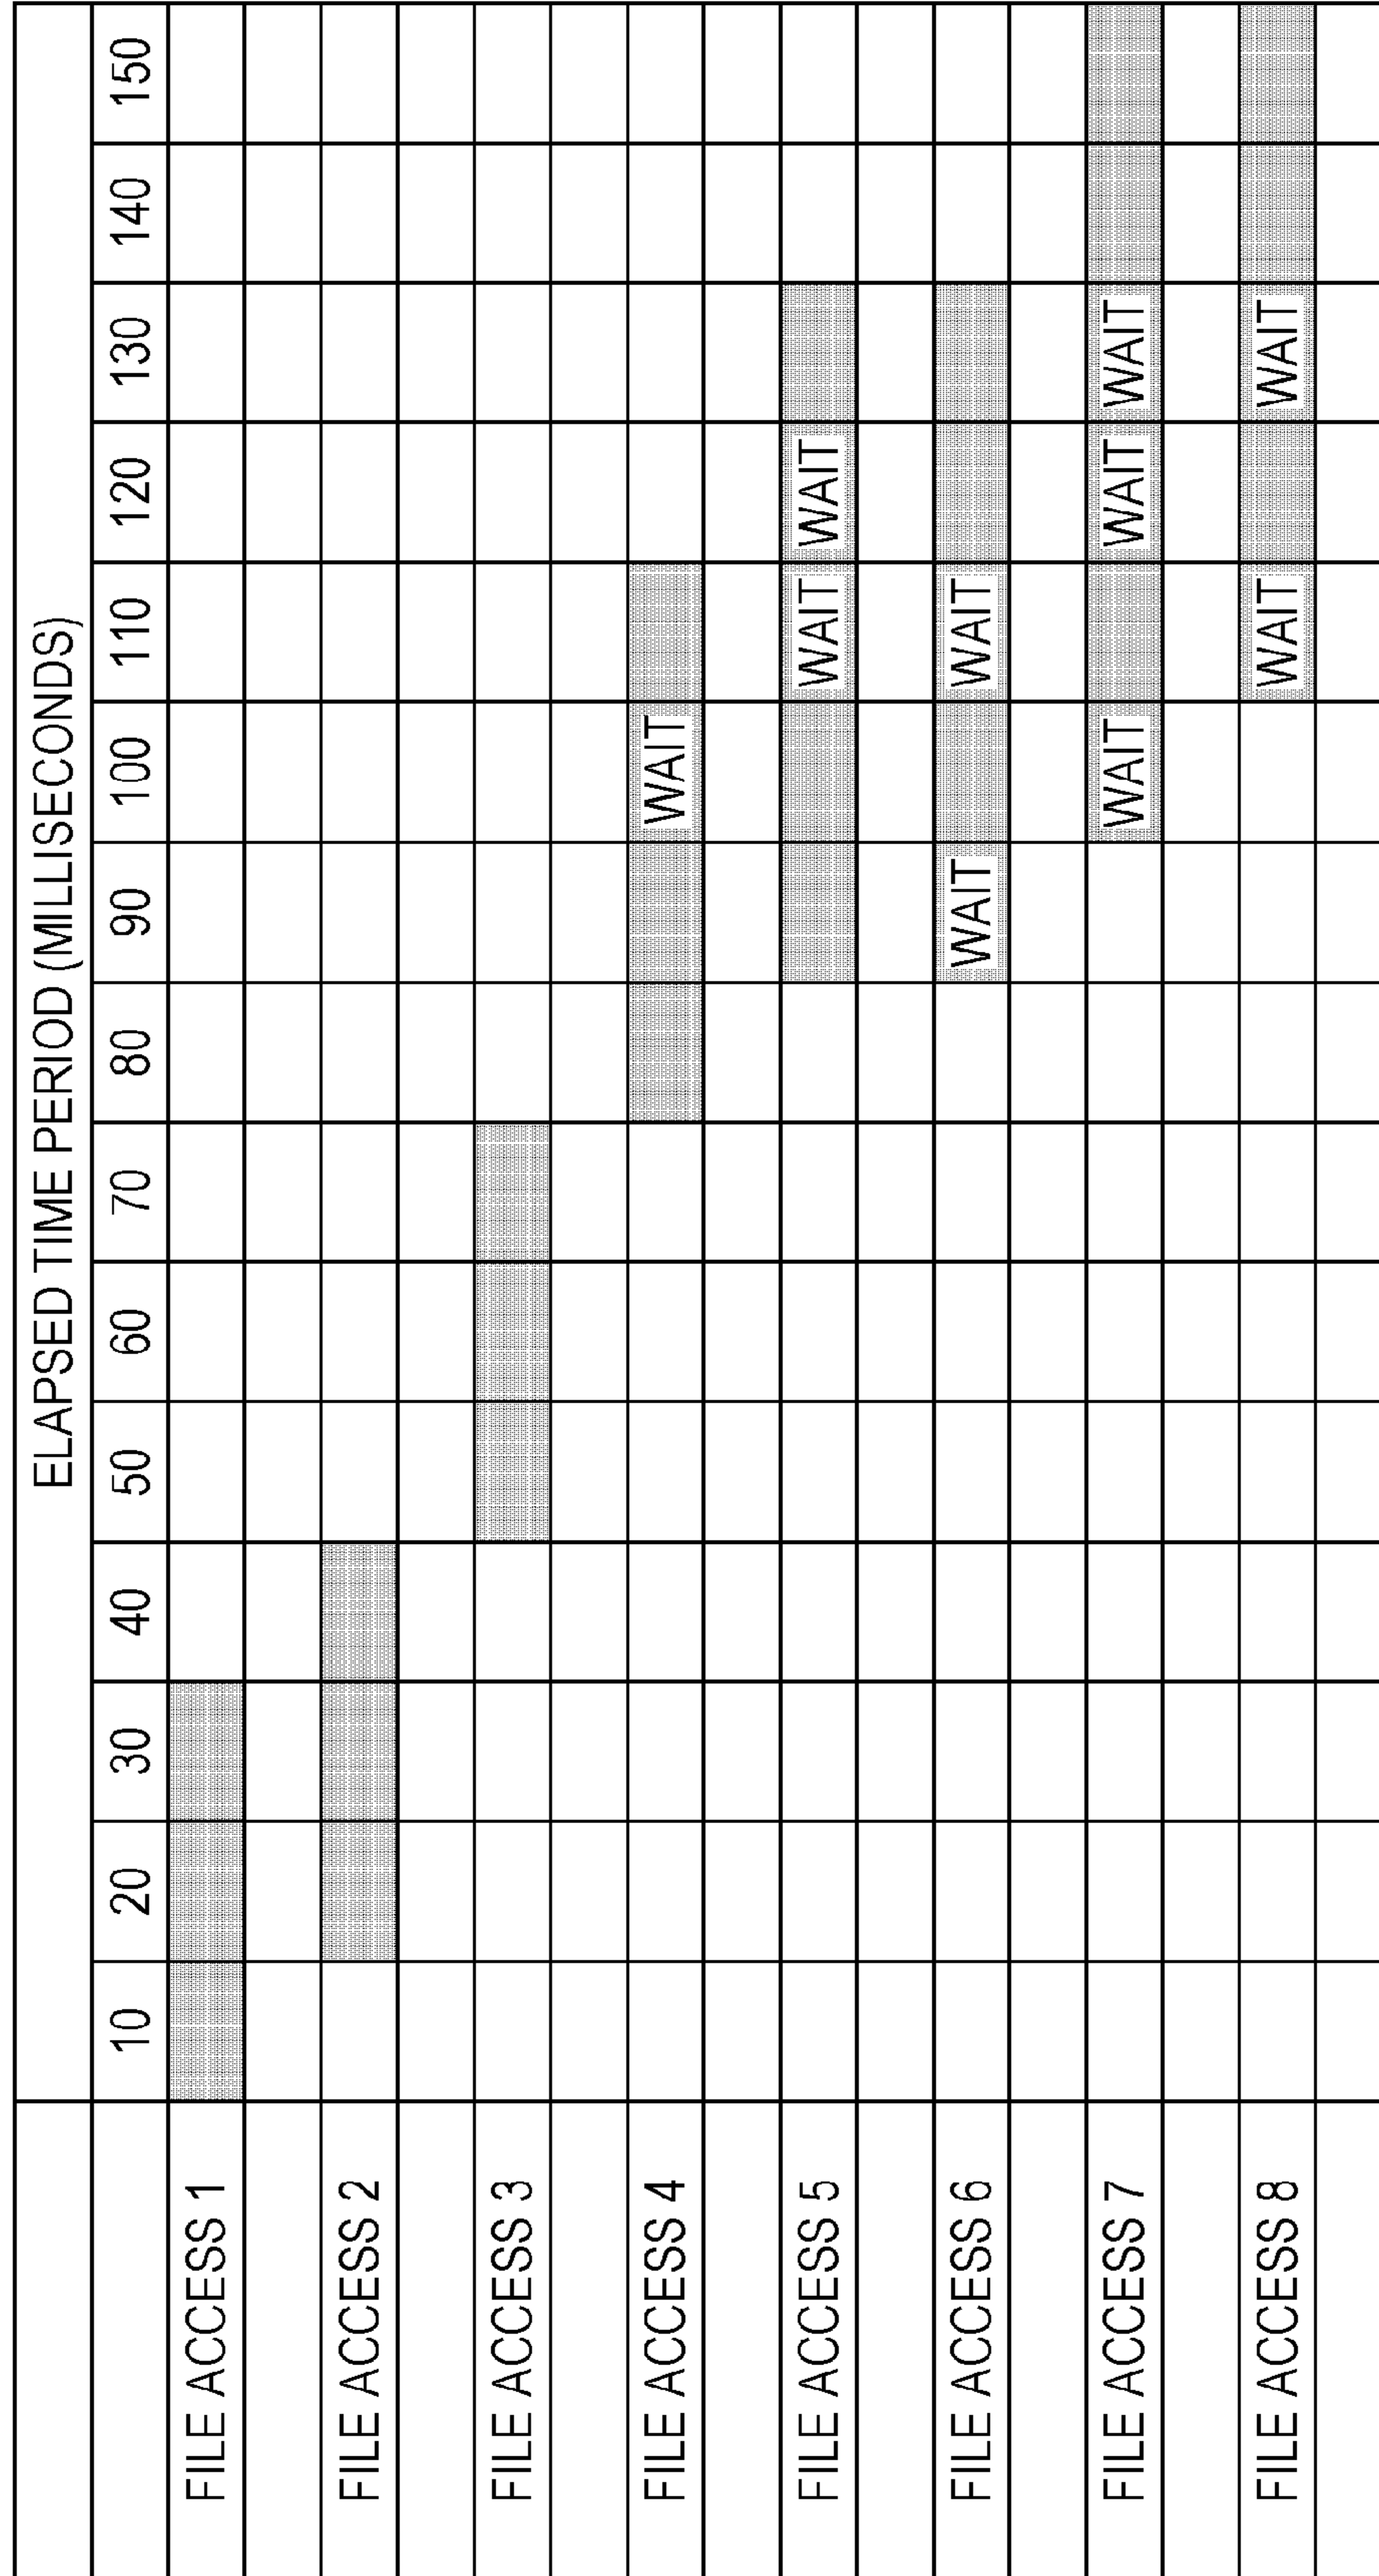 ELAPSED TIME PERIOD (MILLISECONDS)
10 20 30 40 50 60 70 80 90 100 110 120 130 140 150
FILE ACCESS 1
FILE ACCESS 2
FILE ACCESS 3
FILE ACCESS 4 WAIT
FILE ACCESS 5 WAIT WAIT
FILE ACCESS 6 WAIT WAIT
FILE ACCESS 7 WAIT WAIT WAIT
FILE ACCESS 8 WAIT WAIT